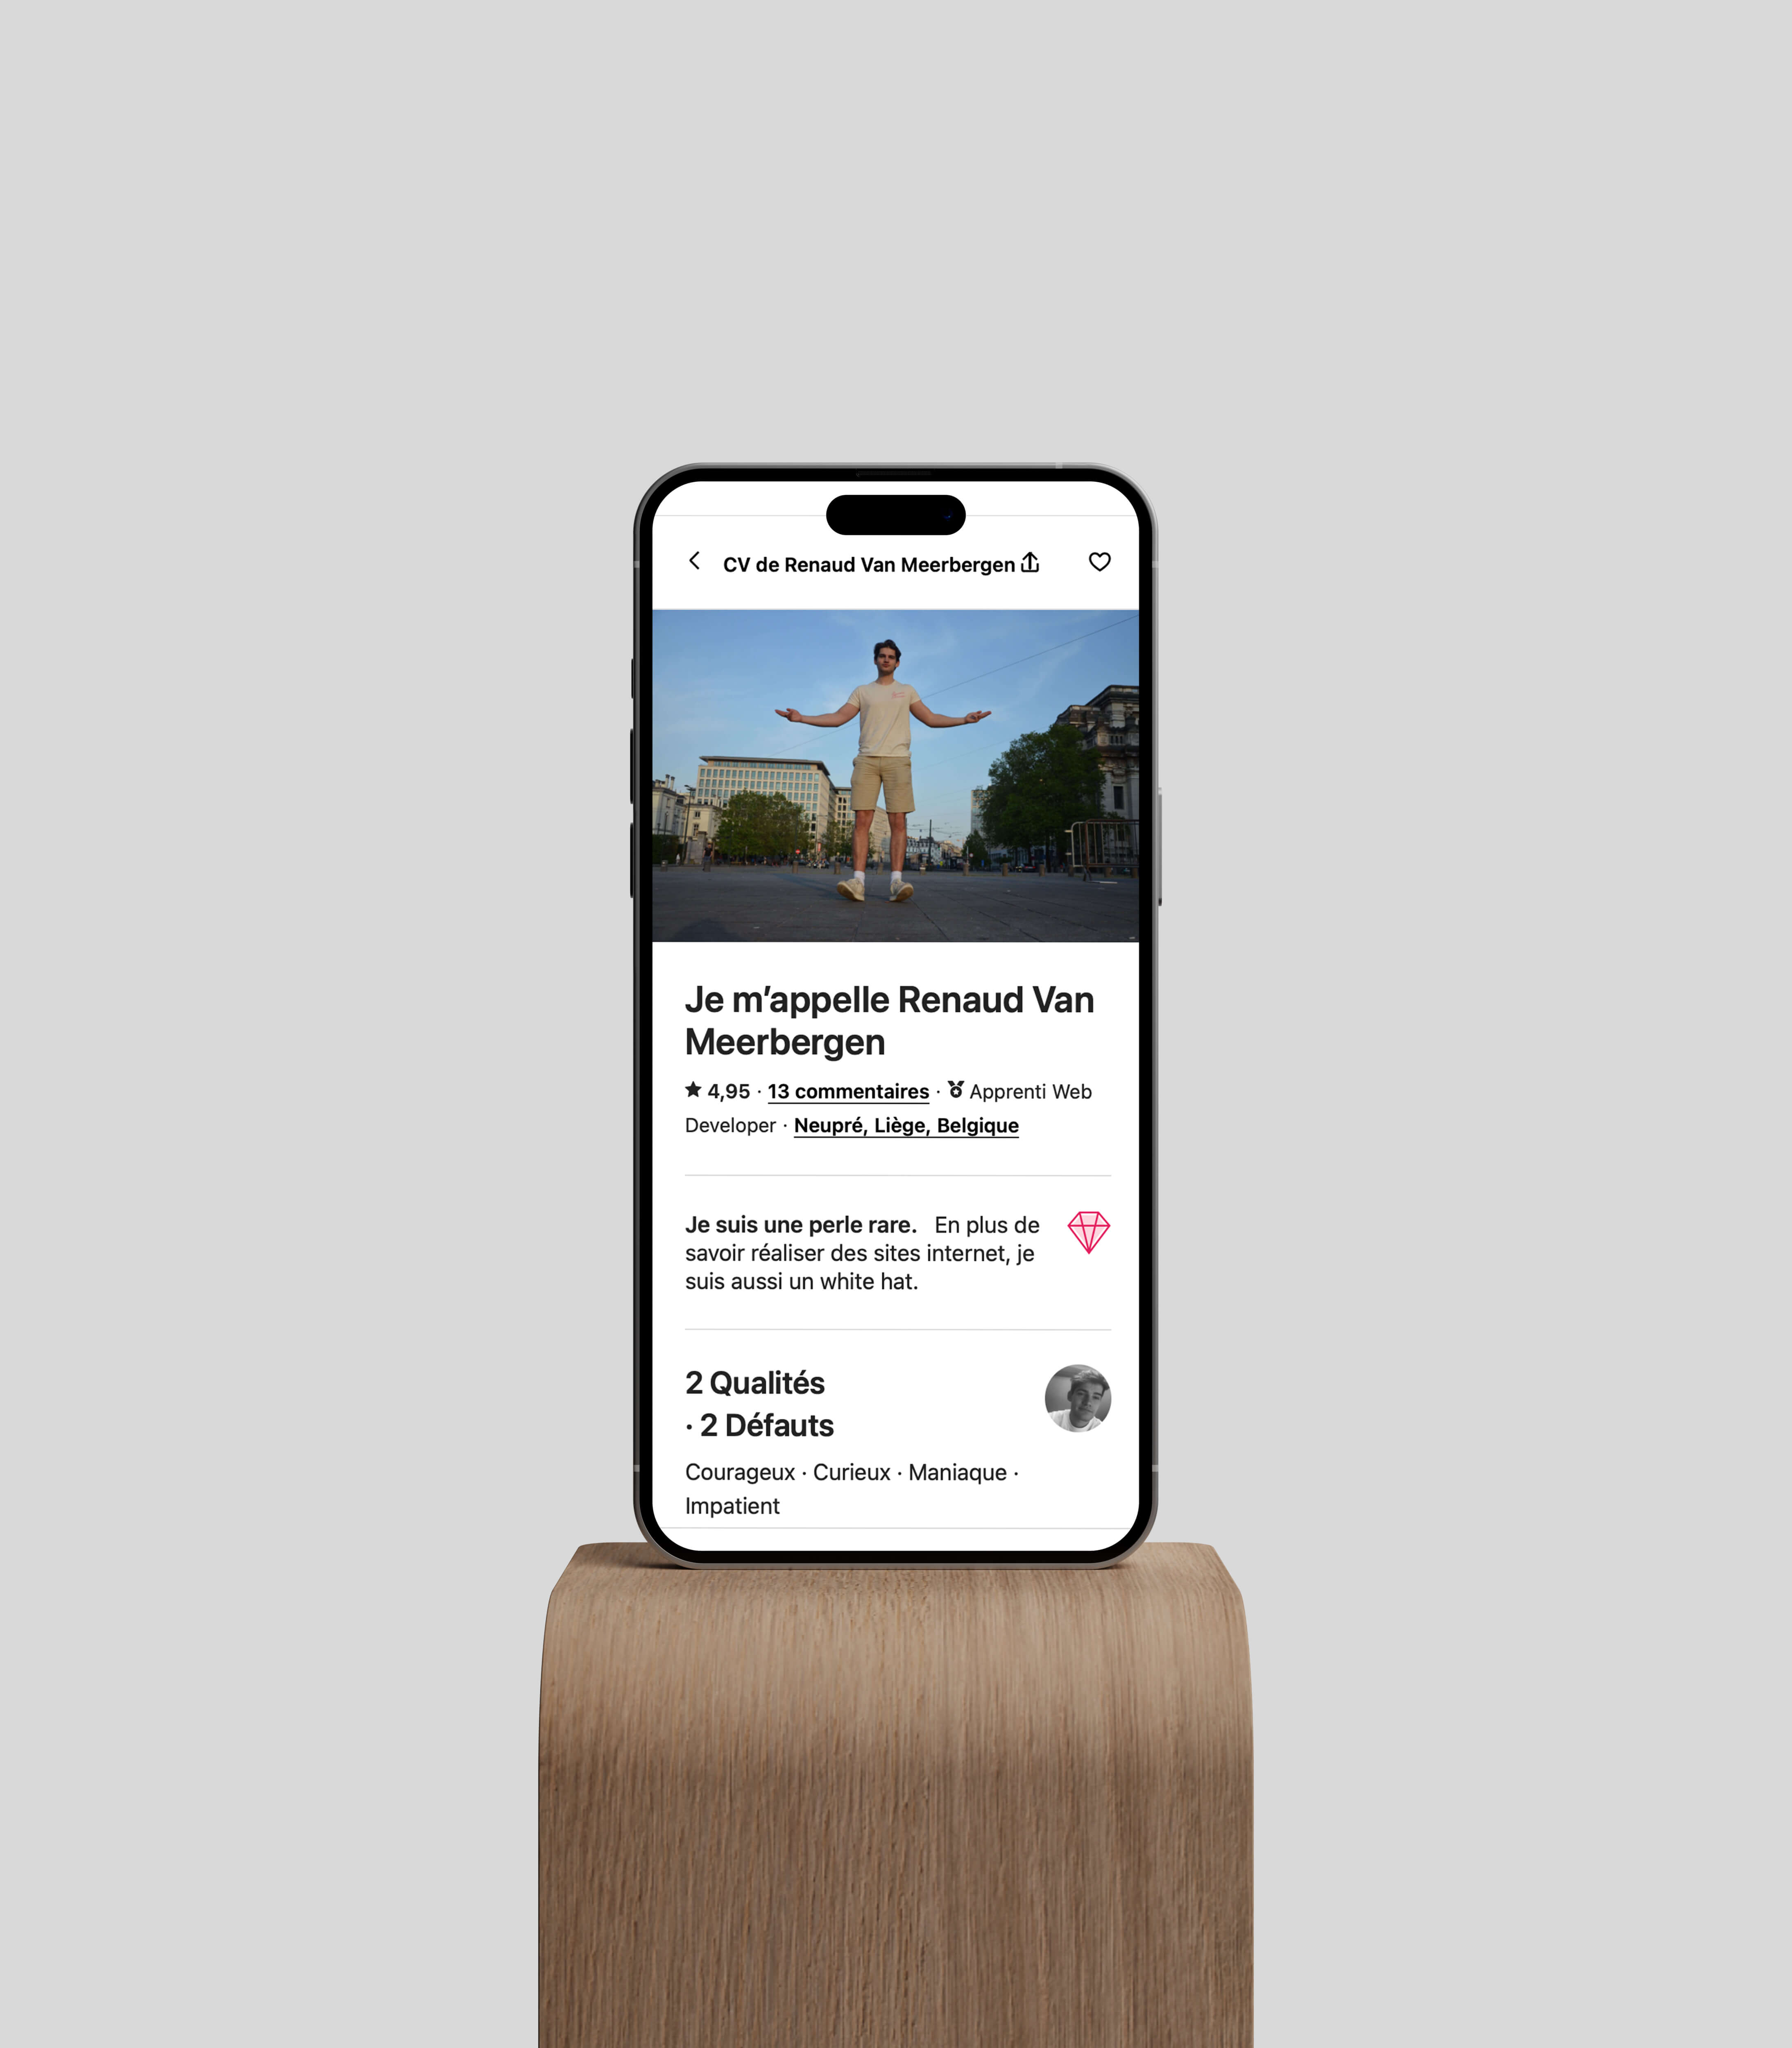 CV de Renaud Van Meerbergen
Je m’appelle Renaud Van
Meerbergen
4,95 · 13 commentaires · Apprenti Web
Developer · Neupré, Liège, Belgique
Je suis une perle rare. En plus de
savoir réaliser des sites internet, je
suis aussi un white hat.
2 Qualités
· 2 Défauts
Courageux · Curieux · Maniaque ·
Impatient